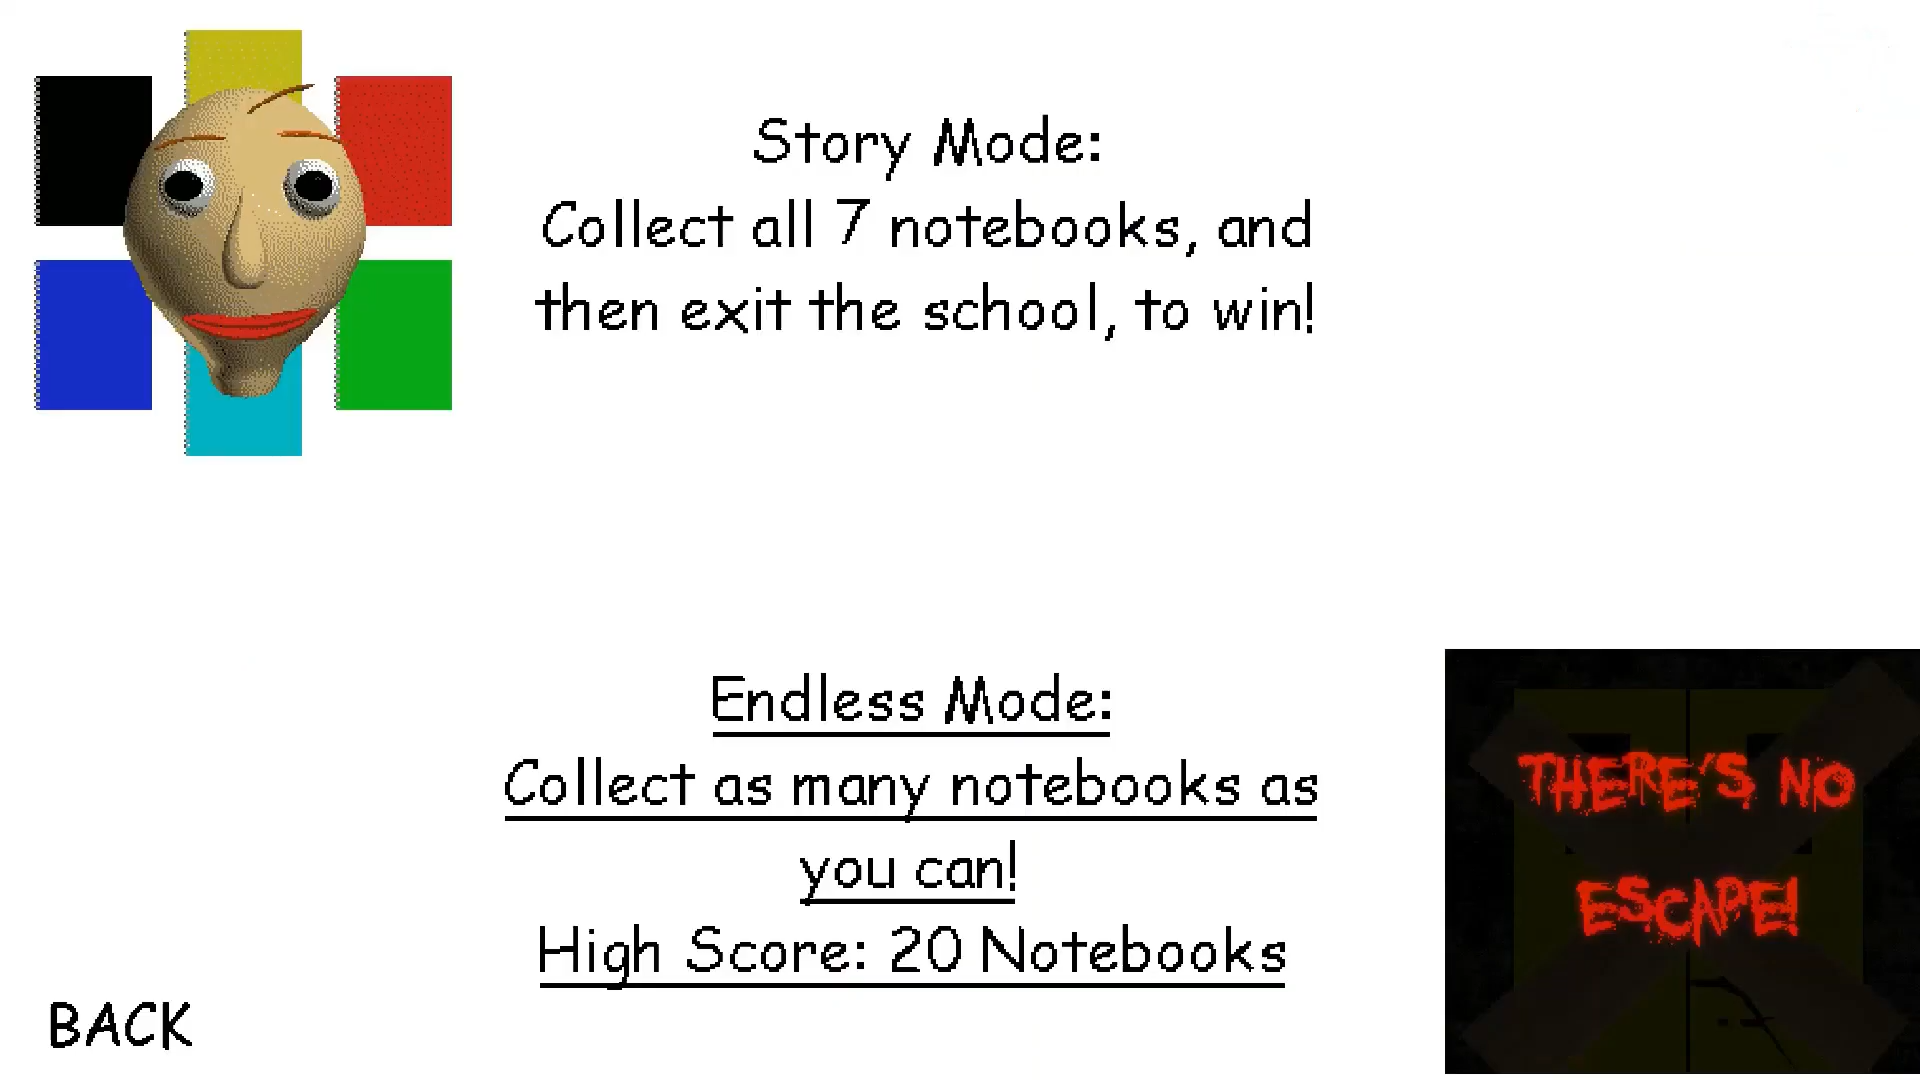 Story Mode:
Collect all 7 notebooks, and
then exit the school, to win!
Endless Mode:
Collect as many notebooks as
you can!
High Score: 20 Notebooks
THERE'S NO
ESCAPE!
BACK